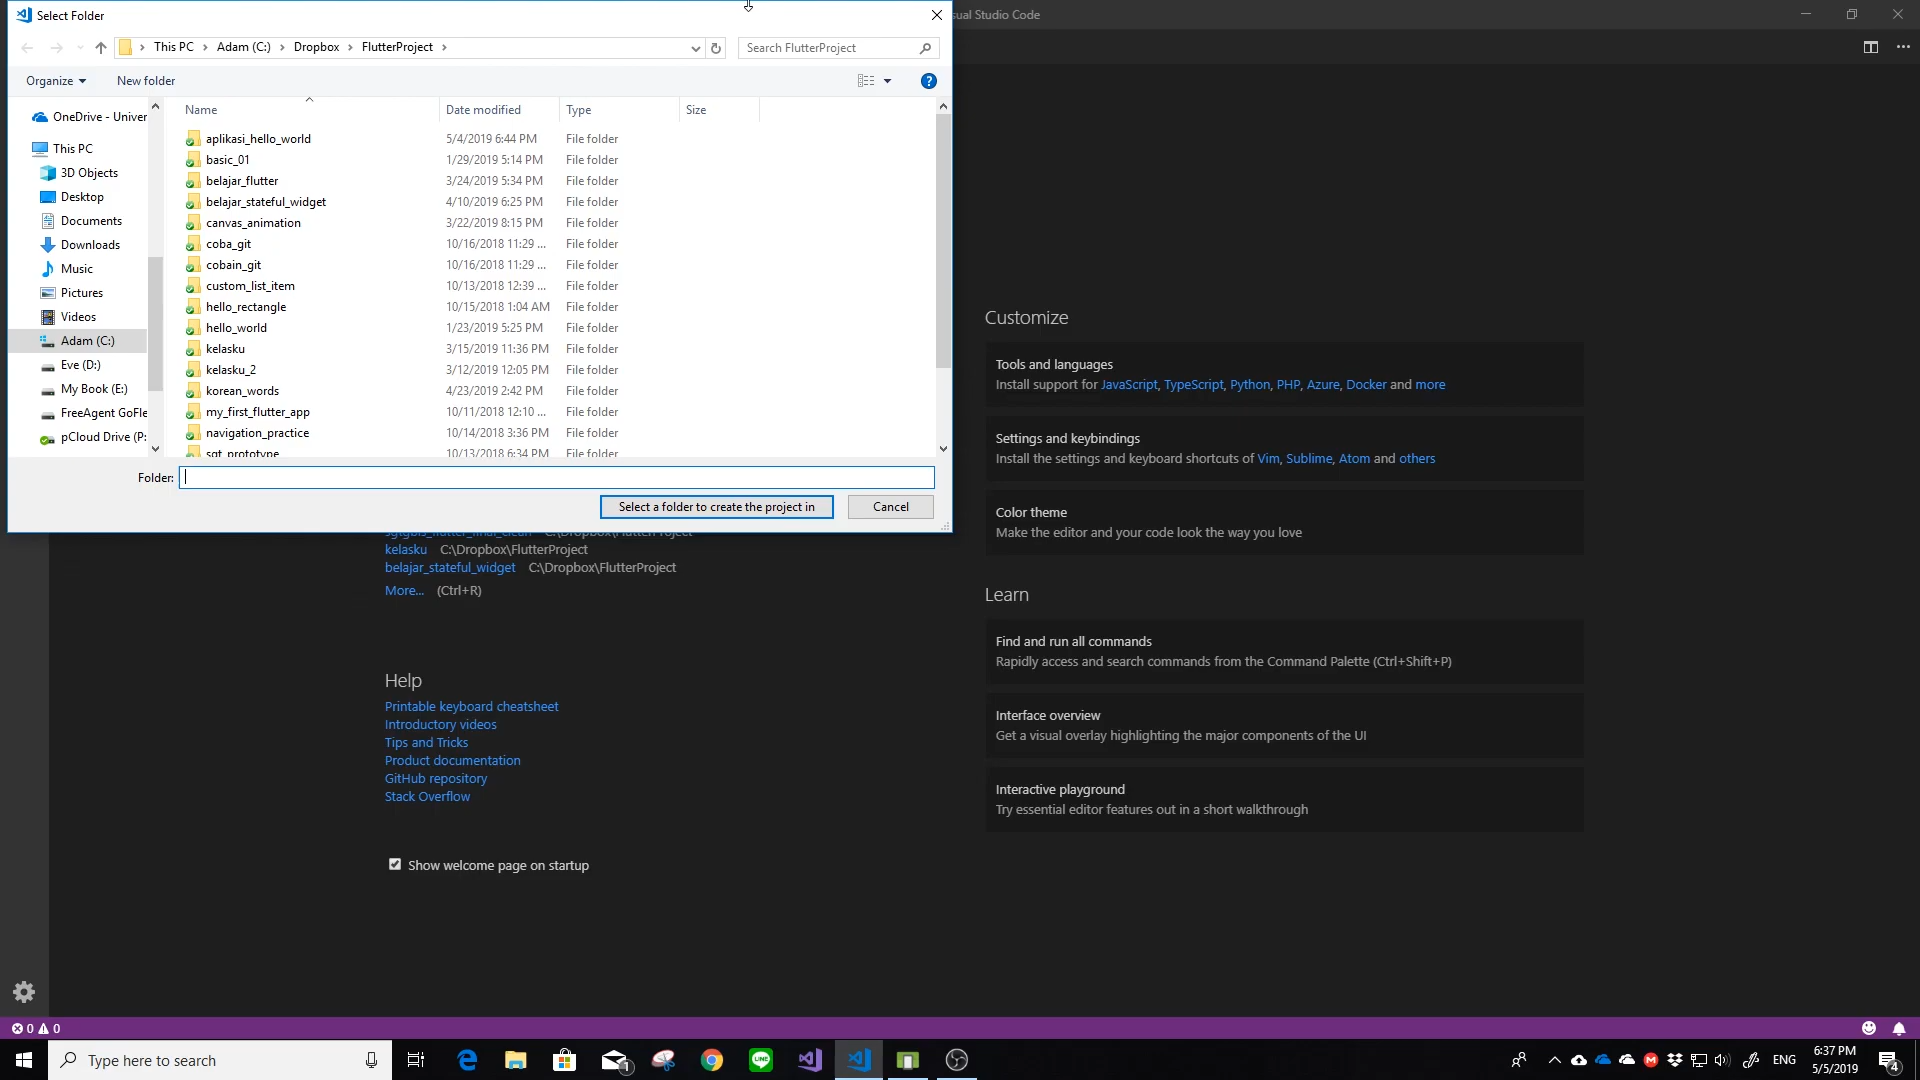 Select Folder
Visual Studio Code
This PC > Adam (C:) > Dropbox > FlutterProject >
Search FlutterProject
Organize
New folder
Name Date modified Type Size
OneDrive - Univer
This PC
3D Objects
Desktop
Documents
Downloads
Music
Pictures
Videos
Adam (C:)
Eve (D:)
My Book (E:)
FreeAgent GoFle
pCloud Drive (P:
aplikasi_hello_world 5/4/2019 6:44 PM File folder
basic_01 1/29/2019 5:14 PM File folder
belajar_flutter 3/24/2019 5:34 PM File folder
belajar_stateful_widget 4/10/2019 6:25 PM File folder
canvas_animation 3/22/2019 8:15 PM File folder
coba_git 10/16/2018 11:29 ... File folder
cobain_git 10/16/2018 11:29 ... File folder
custom_list_item 10/13/2018 12:39 ... File folder
hello_rectangle 10/15/2018 1:04 AM File folder
hello_world 1/23/2019 5:25 PM File folder
kelasku 3/15/2019 11:36 PM File folder
kelasku_2 3/12/2019 12:05 PM File folder
korean_words 4/23/2019 2:42 PM File folder
my_first_flutter_app 10/11/2018 12:10 ... File folder
navigation_practice 10/14/2018 3:36 PM File folder
sgt_prototype 10/13/2018 6:34 PM File folder
Folder:
Select a folder to create the project in
Cancel
kelasku C:\Dropbox\FlutterProject
belajar_stateful_widget C:\Dropbox\FlutterProject
More... (Ctrl+R)
Help
Printable keyboard cheatsheet
Introductory videos
Tips and Tricks
Product documentation
GitHub repository
Stack Overflow
Show welcome page on startup
Customize
Tools and languages
Install support for JavaScript, TypeScript, Python, PHP, Azure, Docker and more
Settings and keybindings
Install the settings and keyboard shortcuts of Vim, Sublime, Atom and others
Color theme
Make the editor and your code look the way you love
Learn
Find and run all commands
Rapidly access and search commands from the Command Palette (Ctrl+Shift+P)
Interface overview
Get a visual overlay highlighting the major components of the UI
Interactive playground
Try essential editor features out in a short walkthrough
0 0
Type here to search
1
LINE
ENG
6:37 PM
5/5/2019
4